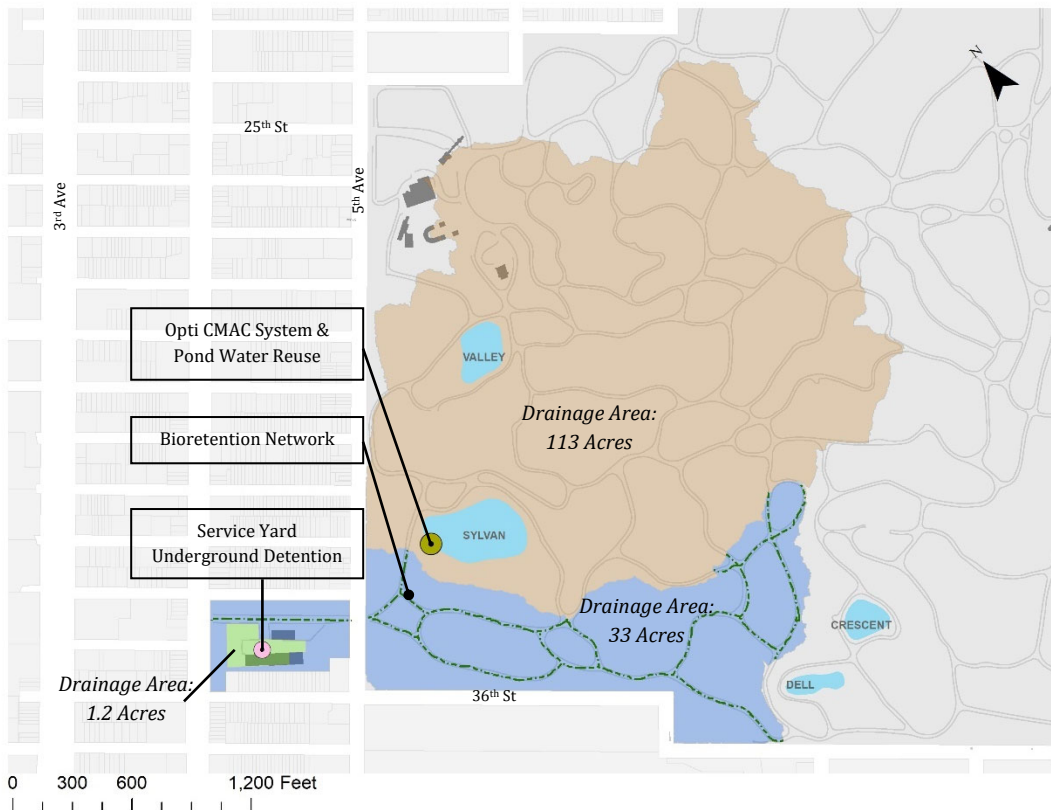 N
25th St
3rd Ave
5th Ave
Opti CMAC System &
Pond Water Reuse
VALLEY
Drainage Area:
113 Acres
Bioretention Network
Service Yard
Underground Detention
SYLVAN
Drainage Area:
33 Acres
CRESCENT
Drainage Area:
1.2 Acres
DELL
36th St
0 300 600 1,200 Feet